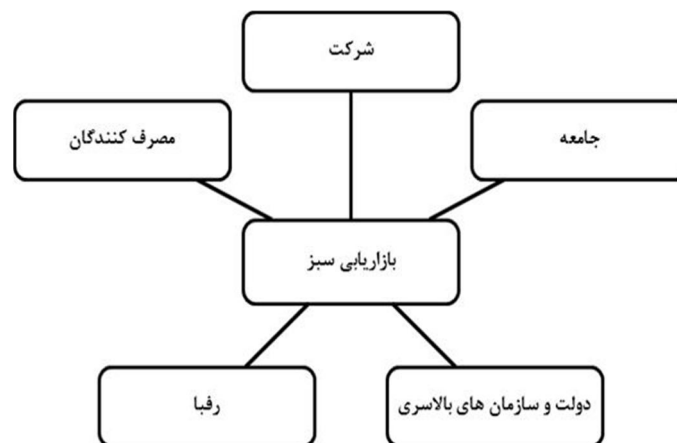 شرکت
جامعه
مصرف کنندگان
بازاریابی سبز
دولت و سازمان های بالاسری
رفبا